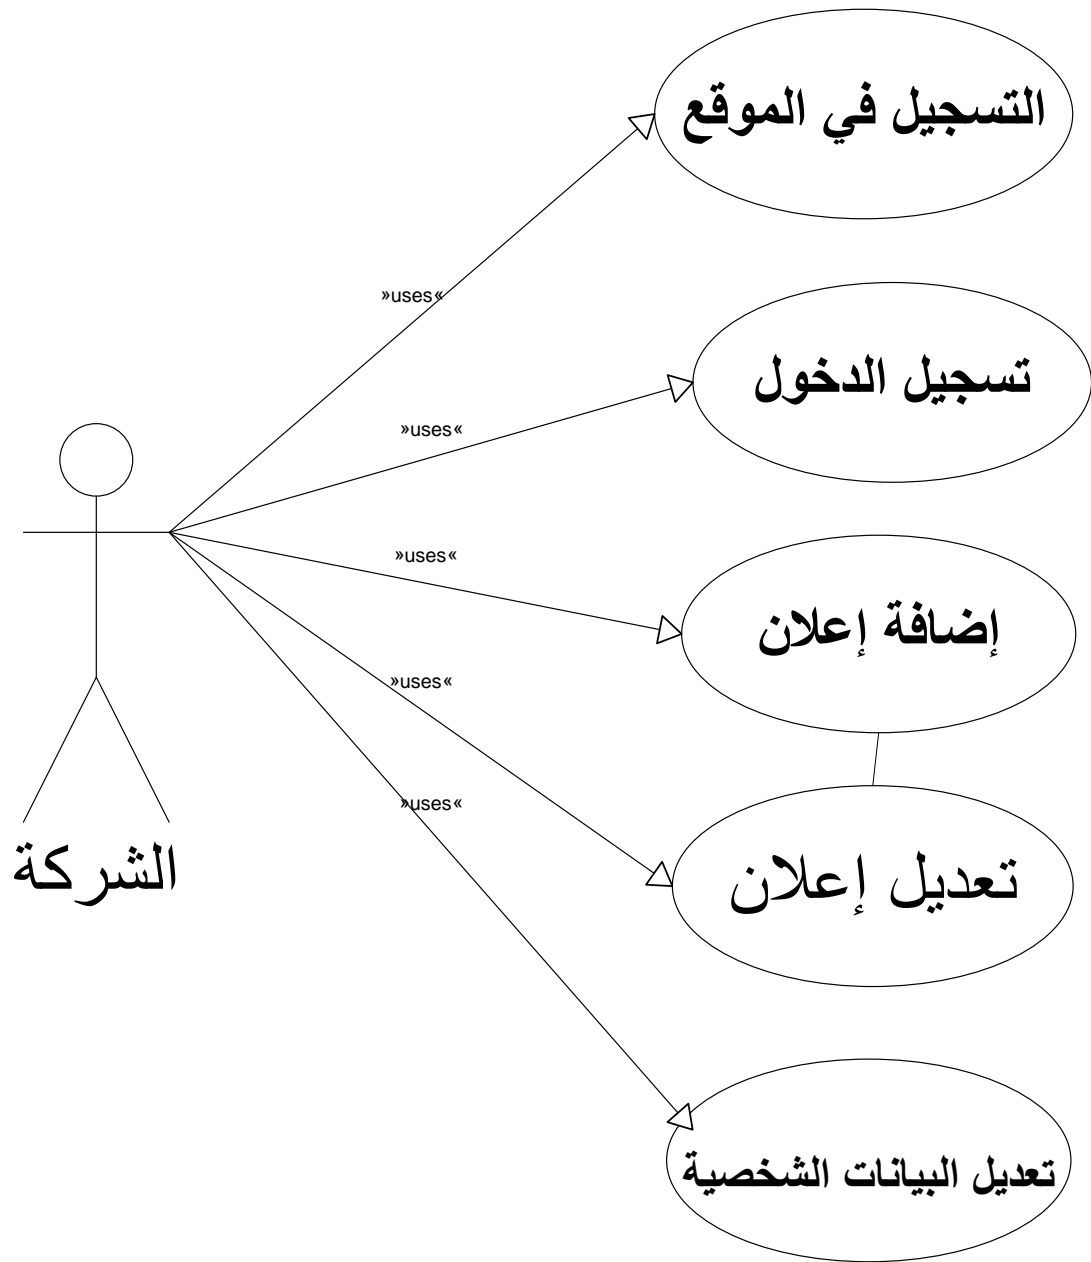 التسجيل في الموقع
»uses«
تسجيل الدخول
»uses«
»uses«
إضافة إعلان
»uses«
»uses«
الشركة
تعديل إعلان
تعديل البيانات الشخصية